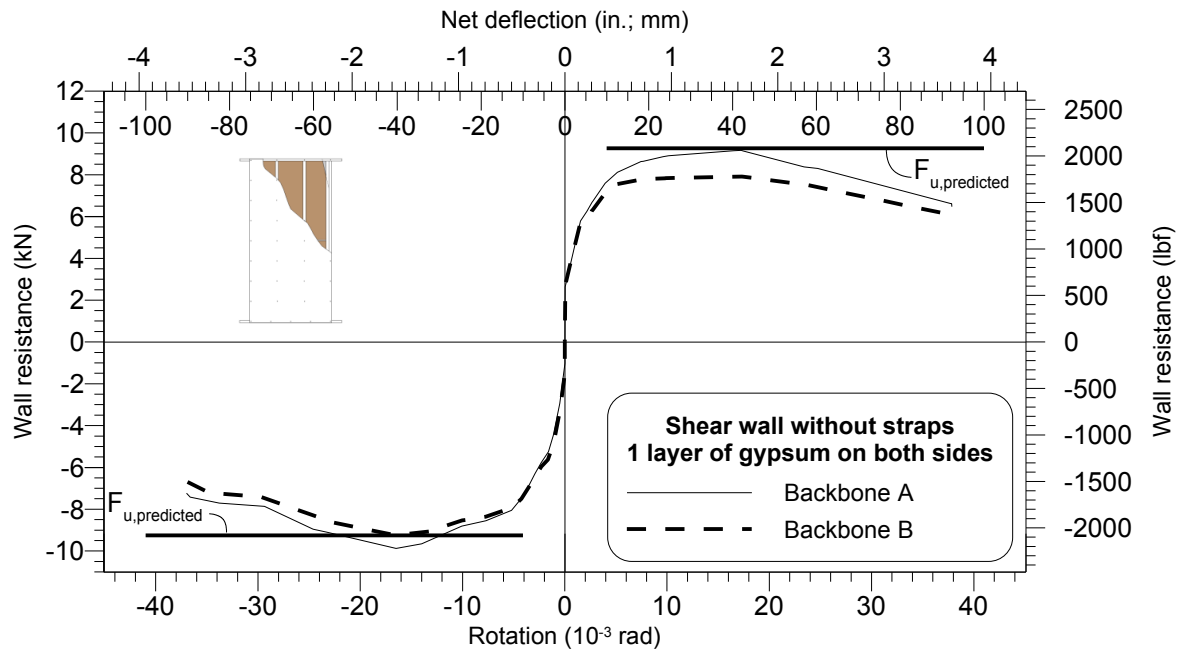 Net deflection (in.; mm)
-4 -3 -2 -1 0 1 2 3 4
-100 -80 -60 -40 -20 0 20 40 60 80 100
12
10
8
6
4
2
0
-2
-4
-6
-8
-10
Wall resistance (kN)
2500
2000
1500
1000
500
0
-500
-1000
-1500
-2000
Wall resistance (lbf)
Fu,predicted
Fu,predicted
Shear wall without straps
1 layer of gypsum on both sides
Backbone A
Backbone B
-40 -30 -20 -10 0 10 20 30 40
Rotation (10-3 rad)